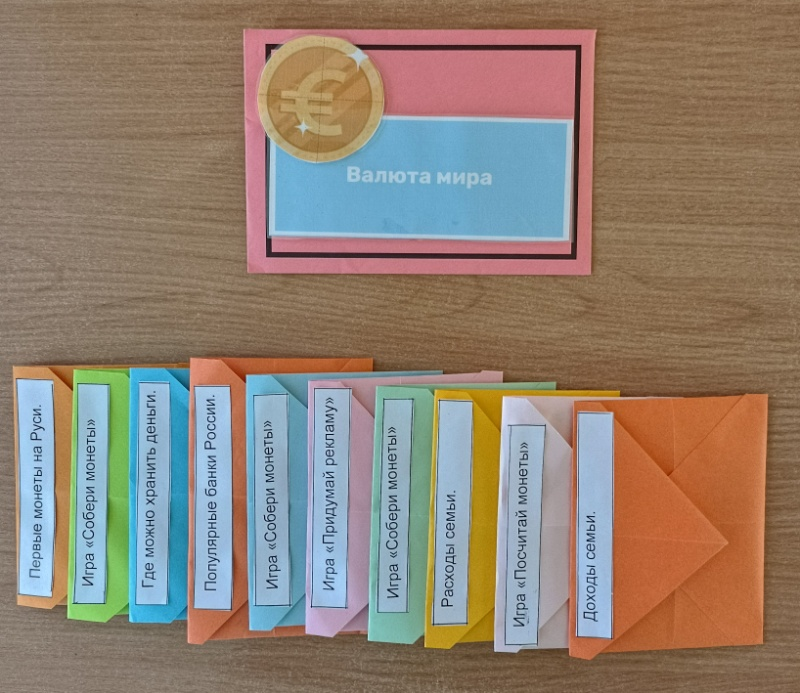 Валюта мира
Первые монеты на Руси.
Игра «Собери монеты»
Где можно хранить деньги.
Популярные банки России.
Игра «Собери монеты»
Игра «Придумай рекламу»
Игра «Собери монеты»
Расходы семьи.
Игра «Посчитай монеты»
Доходы семьи.